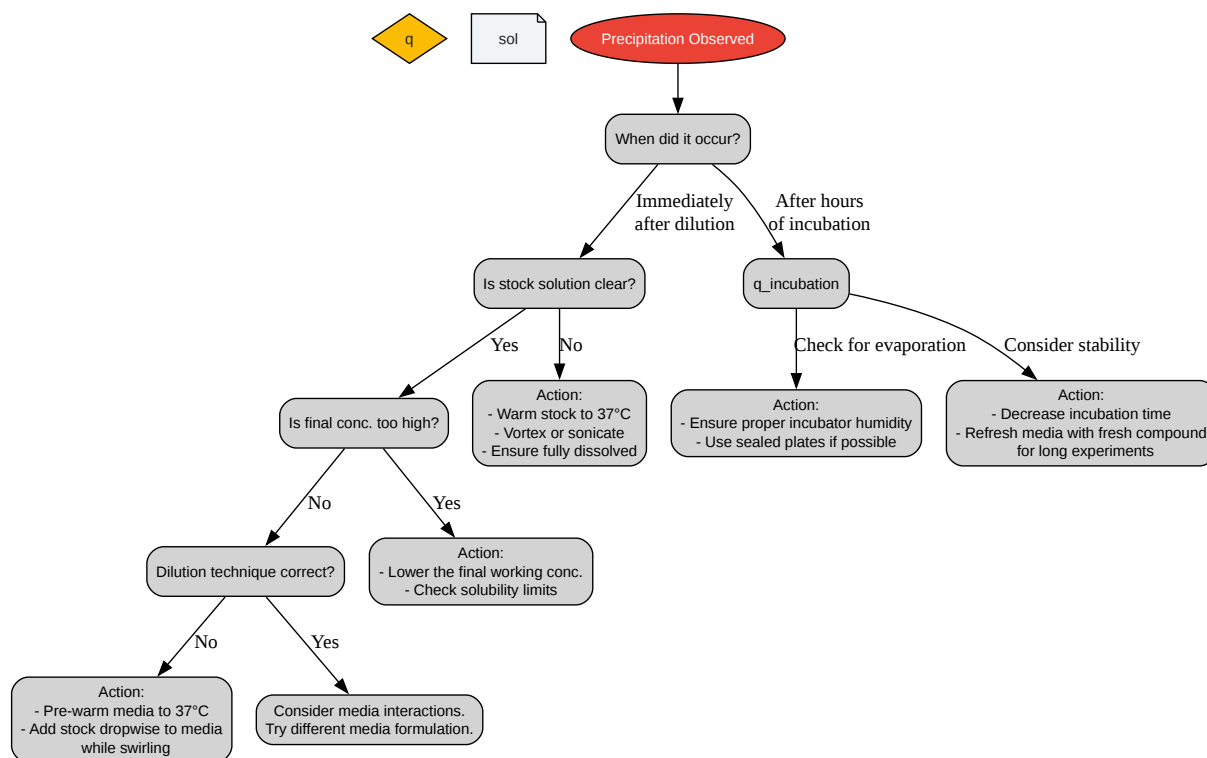 q
sol
Precipitation Observed
When did it occur?
Immediately
after dilution
After hours
of incubation
Is stock solution clear?
q_incubation
Yes
No
Check for evaporation
Consider stability
Is final conc. too high?
Action:
- Warm stock to 37°C
- Vortex or sonicate
- Ensure fully dissolved
Action:
- Ensure proper incubator humidity
- Use sealed plates if possible
Action:
- Decrease incubation time
- Refresh media with fresh compound
for long experiments
No
Yes
Dilution technique correct?
Action:
- Lower the final working conc.
- Check solubility limits
No
Yes
Action:
- Pre-warm media to 37°C
- Add stock dropwise to media
while swirling
Consider media interactions.
Try different media formulation.